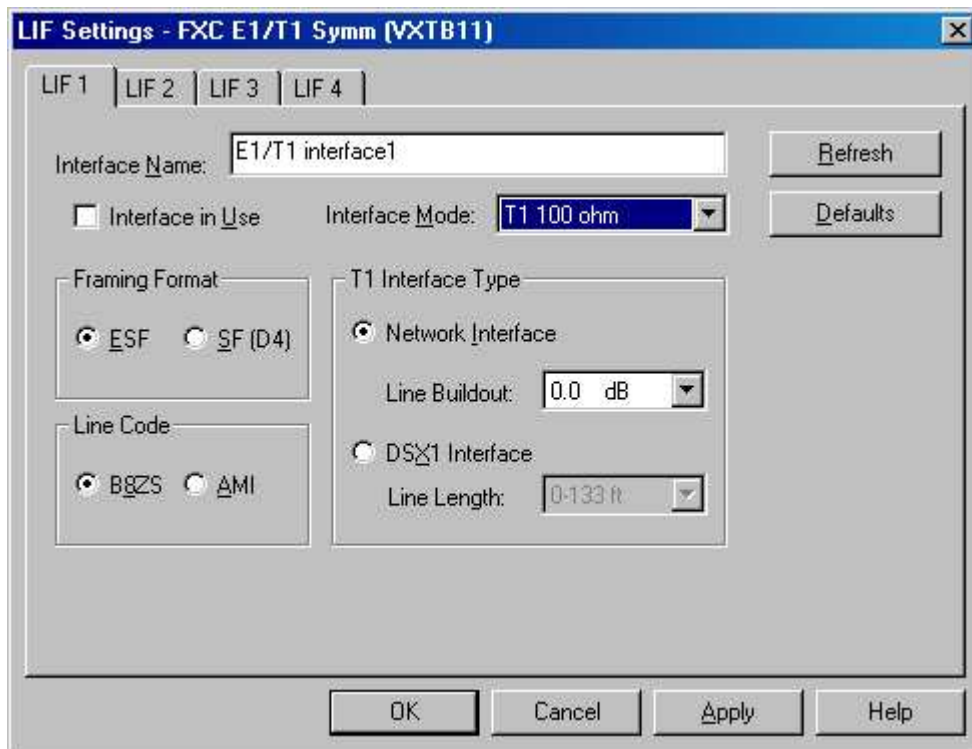 LIF Settings - FXC E1/T1 Symm (VXTB11)
LIF 1 LIF 2 LIF 3 LIF 4
Interface Name: E1/T1 interface1 Refresh
Interface in Use Interface Mode: T1 100 ohm Defaults
Framing Format
ESF SF (D4)
T1 Interface Type
Network Interface
Line Buildout: 0.0 dB
Line Code
B8ZS AMI
DSX1 Interface
Line Length: 0-133 ft
OK Cancel Apply Help